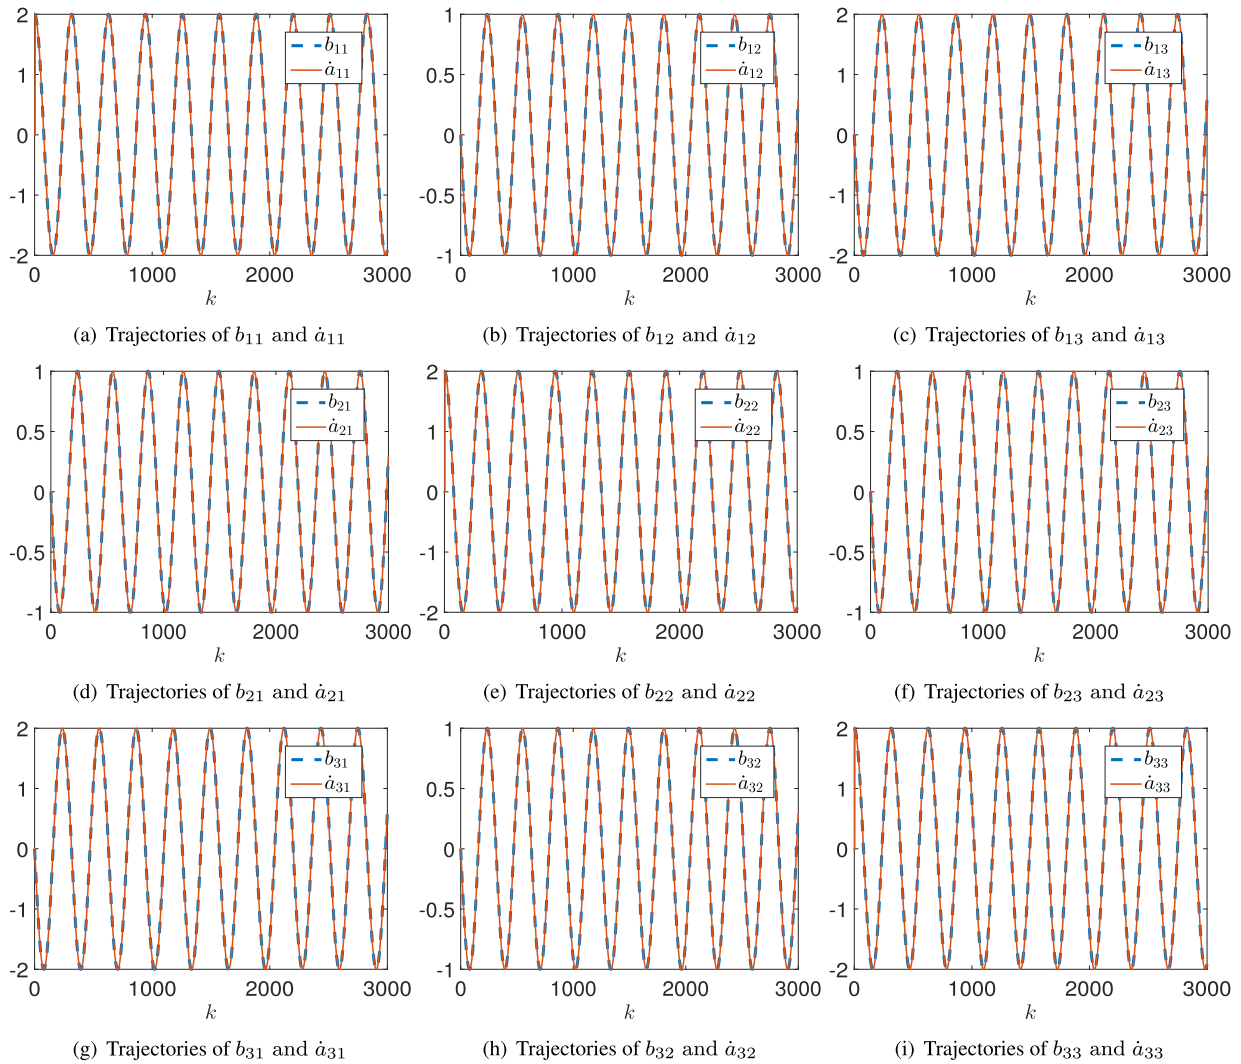 2
1
0
-1
-2
0 1000 2000 3000
k
b₁₁
ȧ₁₁
(a) Trajectories of b₁₁ and ȧ₁₁
1
0.5
0
-0.5
-1
0 1000 2000 3000
k
b₁₂
ȧ₁₂
(b) Trajectories of b₁₂ and ȧ₁₂
2
1
0
-1
-2
0 1000 2000 3000
k
b₁₃
ȧ₁₃
(c) Trajectories of b₁₃ and ȧ₁₃
1
0.5
0
-0.5
-1
0 1000 2000 3000
k
b₂₁
ȧ₂₁
(d) Trajectories of b₂₁ and ȧ₂₁
2
1
0
-1
-2
0 1000 2000 3000
k
b₂₂
ȧ₂₂
(e) Trajectories of b₂₂ and ȧ₂₂
1
0.5
0
-0.5
-1
0 1000 2000 3000
k
b₂₃
ȧ₂₃
(f) Trajectories of b₂₃ and ȧ₂₃
2
1
0
-1
-2
0 1000 2000 3000
k
b₃₁
ȧ₃₁
(g) Trajectories of b₃₁ and ȧ₃₁
1
0.5
0
-0.5
-1
0 1000 2000 3000
k
b₃₂
ȧ₃₂
(h) Trajectories of b₃₂ and ȧ₃₂
2
1
0
-1
-2
0 1000 2000 3000
k
b₃₃
ȧ₃₃
(i) Trajectories of b₃₃ and ȧ₃₃